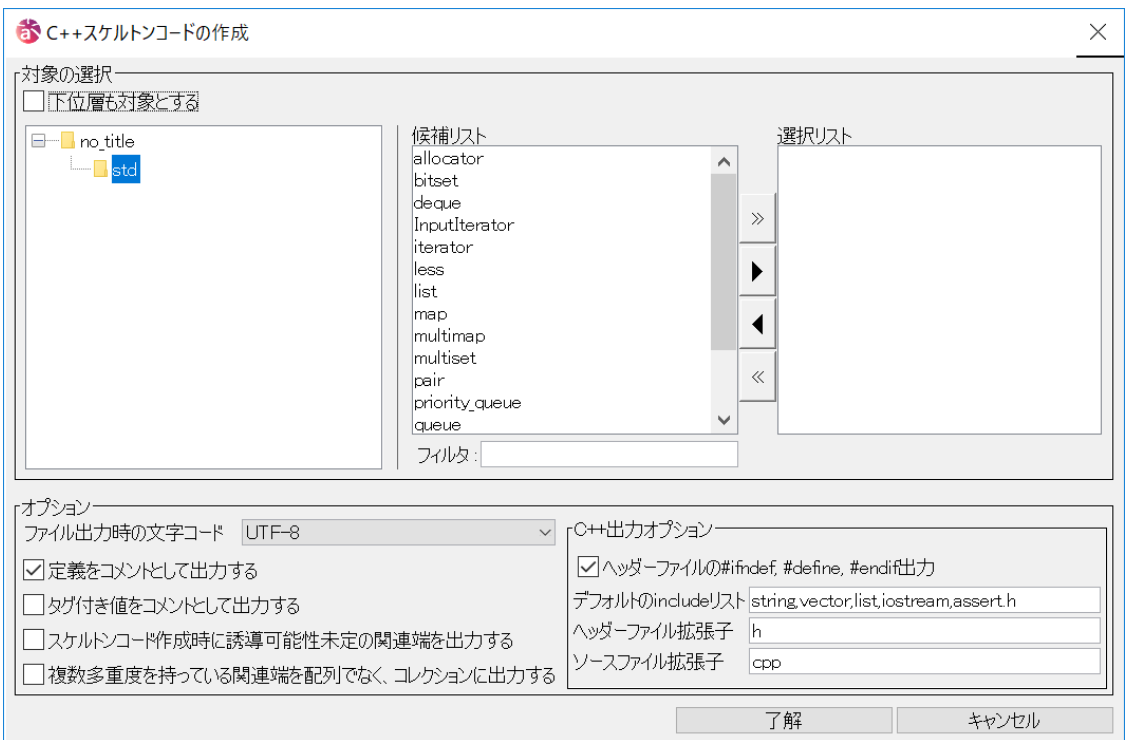 C++スケルトンコードの作成
対象の選択
下位層も対象とする
no_title
std
候補リスト
allocator
bitset
deque
InputIterator
iterator
less
list
map
multimap
multiset
pair
priority_queue
queue
フィルタ :
選択リスト
オプション
ファイル出力時の文字コード UTF-8
定義をコメントとして出力する
タグ付き値をコメントとして出力する
スケルトンコード作成時に誘導可能性未定の関連端を出力する
複数多重度を持っている関連端を配列でなく、コレクションに出力する
C++出力オプション
ヘッダーファイルの#ifndef, #define, #endif出力
デフォルトのincludeリスト string,vector,list,iostream,assert.h
ヘッダーファイル拡張子 h
ソースファイル拡張子 cpp
了解 キャンセル